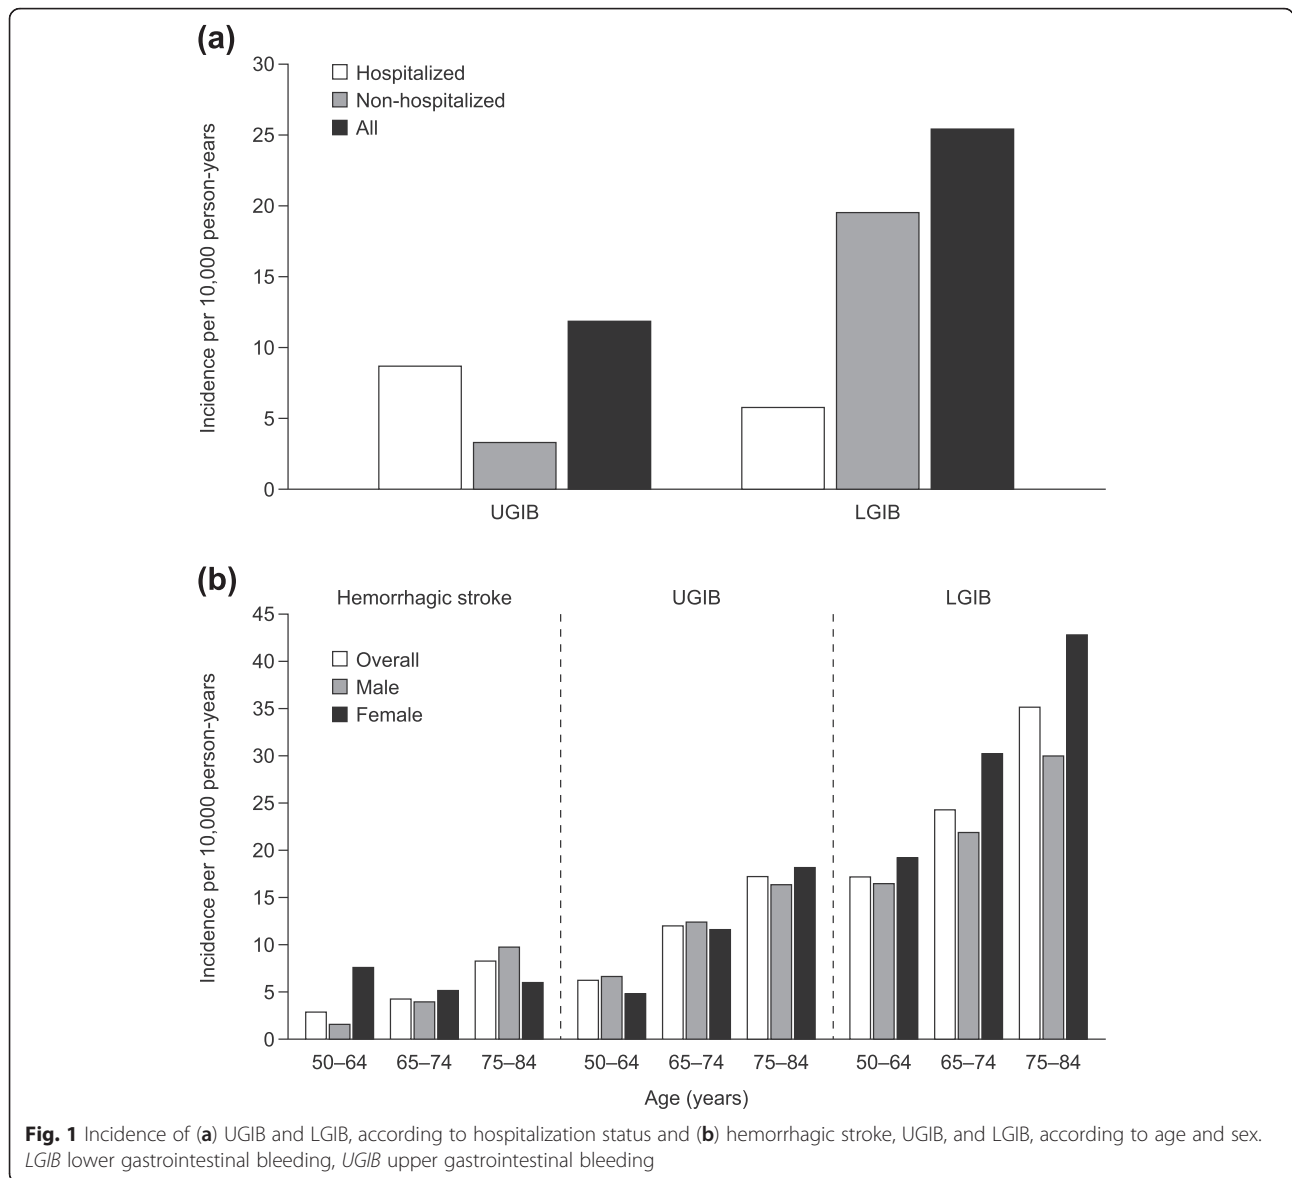 (a)
30
25
20
15
10
5
0
Incidence per 10,000 person-years
Hospitalized
Non-hospitalized
All
UGIB
LGIB
(b)
Hemorrhagic stroke
UGIB
LGIB
45
40
35
30
25
20
15
10
5
0
Incidence per 10,000 person-years
Overall
Male
Female
50–64 65–74 75–84 50–64 65–74 75–84 50–64 65–74 75–84
Age (years)
Fig. 1 Incidence of (a) UGIB and LGIB, according to hospitalization status and (b) hemorrhagic stroke, UGIB, and LGIB, according to age and sex.
LGIB lower gastrointestinal bleeding, UGIB upper gastrointestinal bleeding